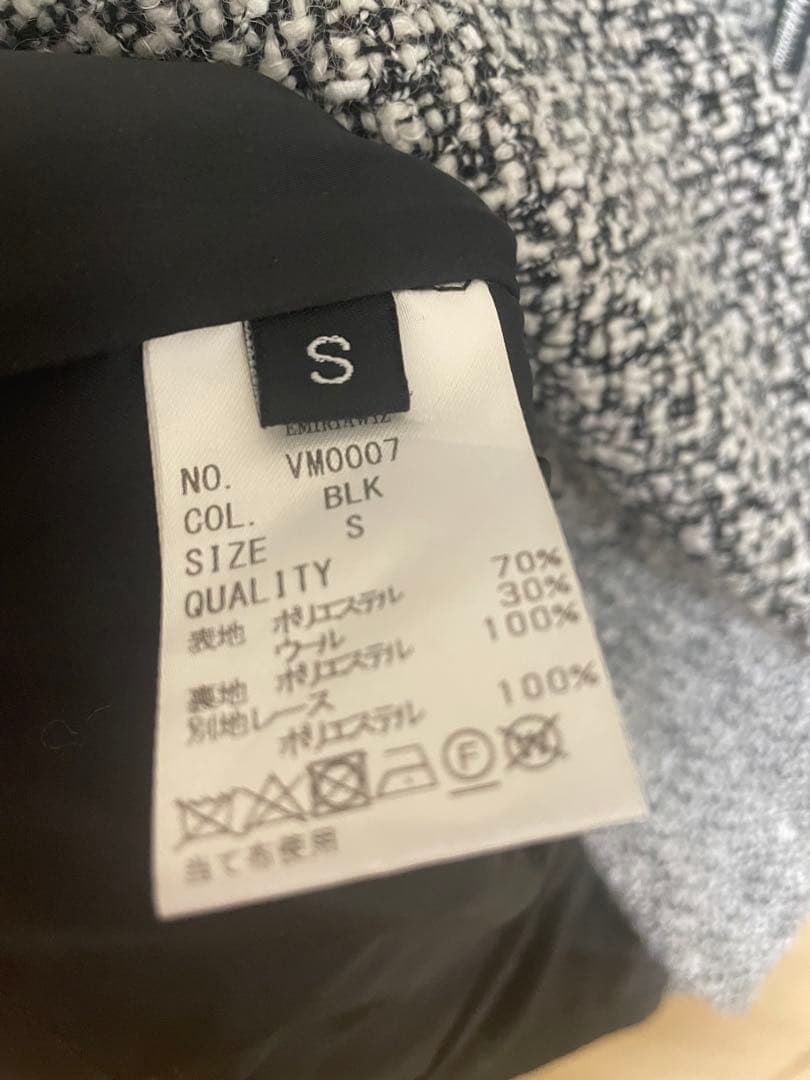 S
EMIRIAWIZ
NO. VM0007
COL. BLK
SIZE S
QUALITY
表地 ポリエステル 70%
ウール 30%
裏地 ポリエステル 100%
別地レース
ポリエステル 100%
F W
当て布使用